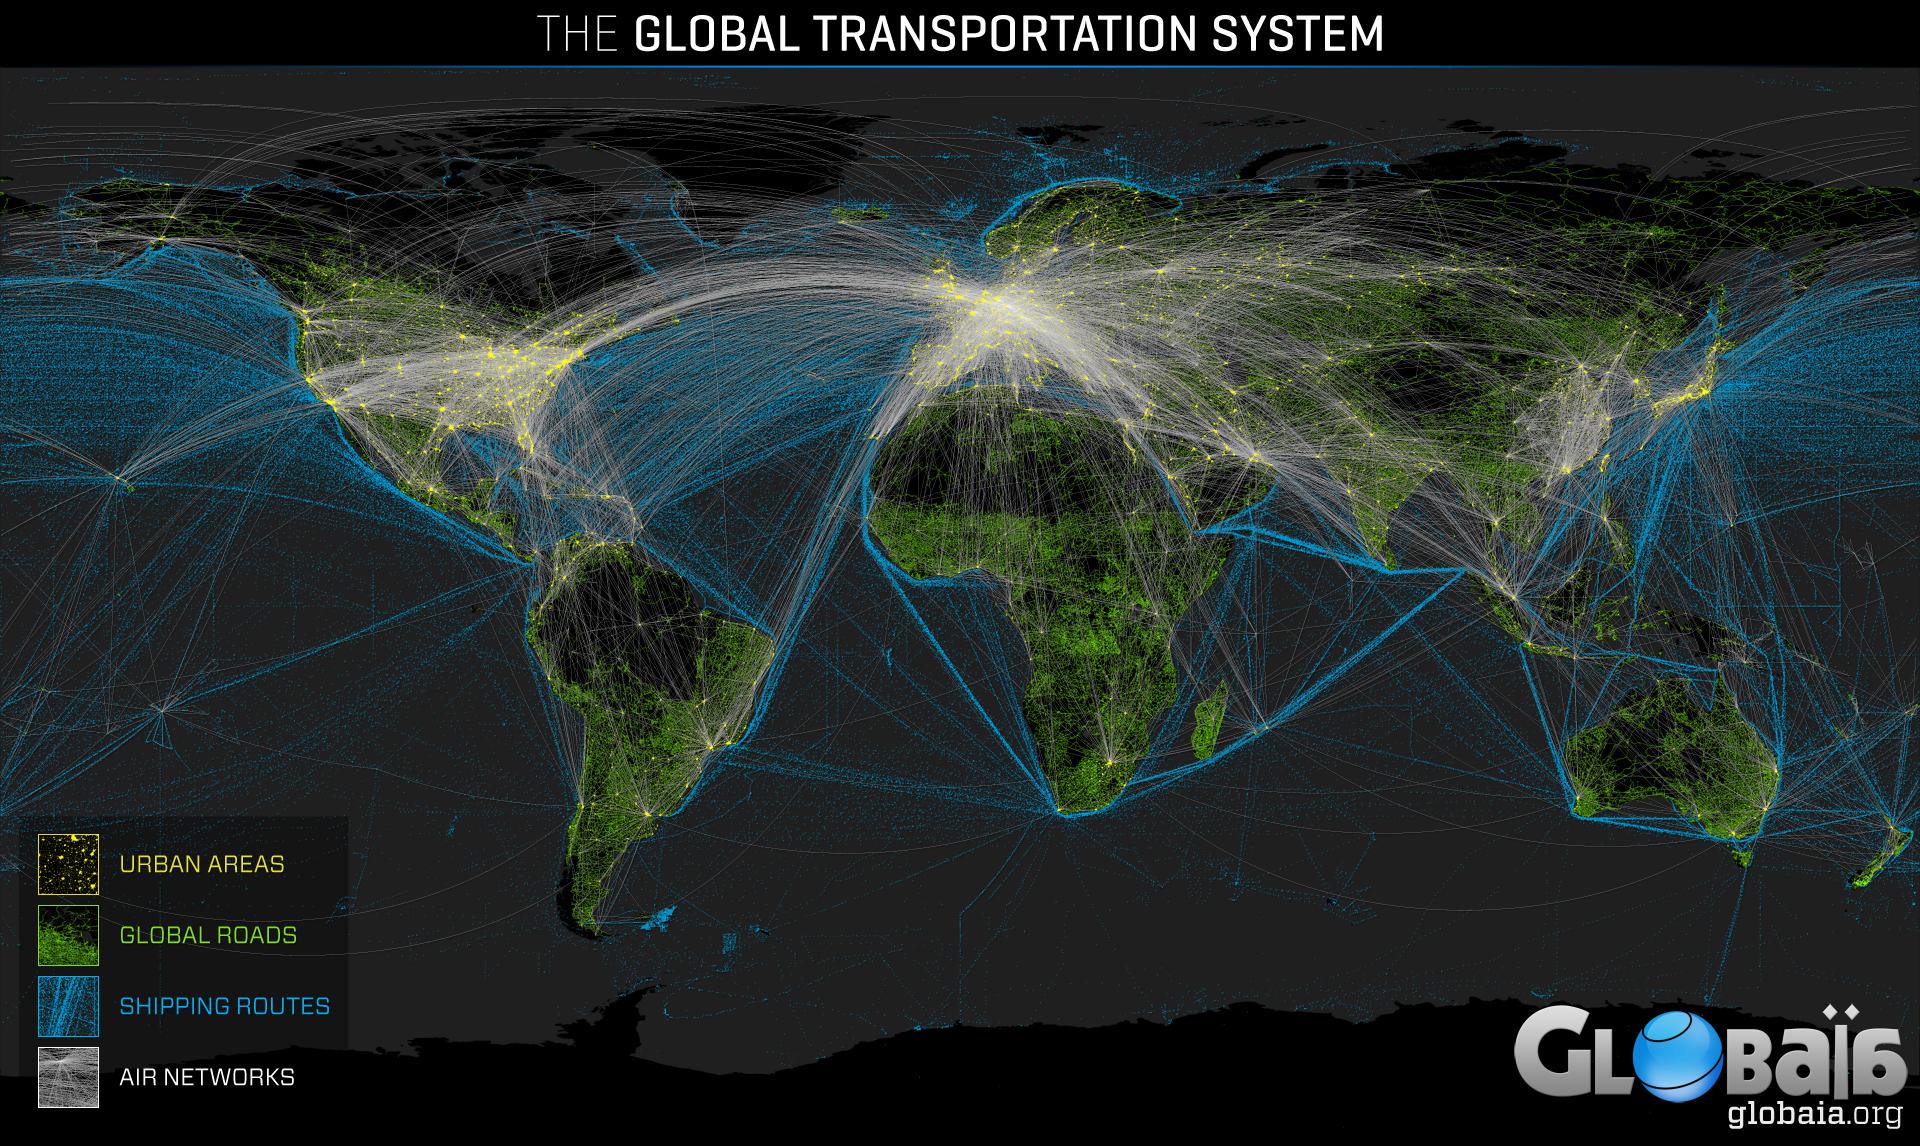 THE GLOBAL TRANSPORTATION SYSTEM
URBAN AREAS
GLOBAL ROADS
SHIPPING ROUTES
AIR NETWORKS
GLOBAÏA
globaia.org